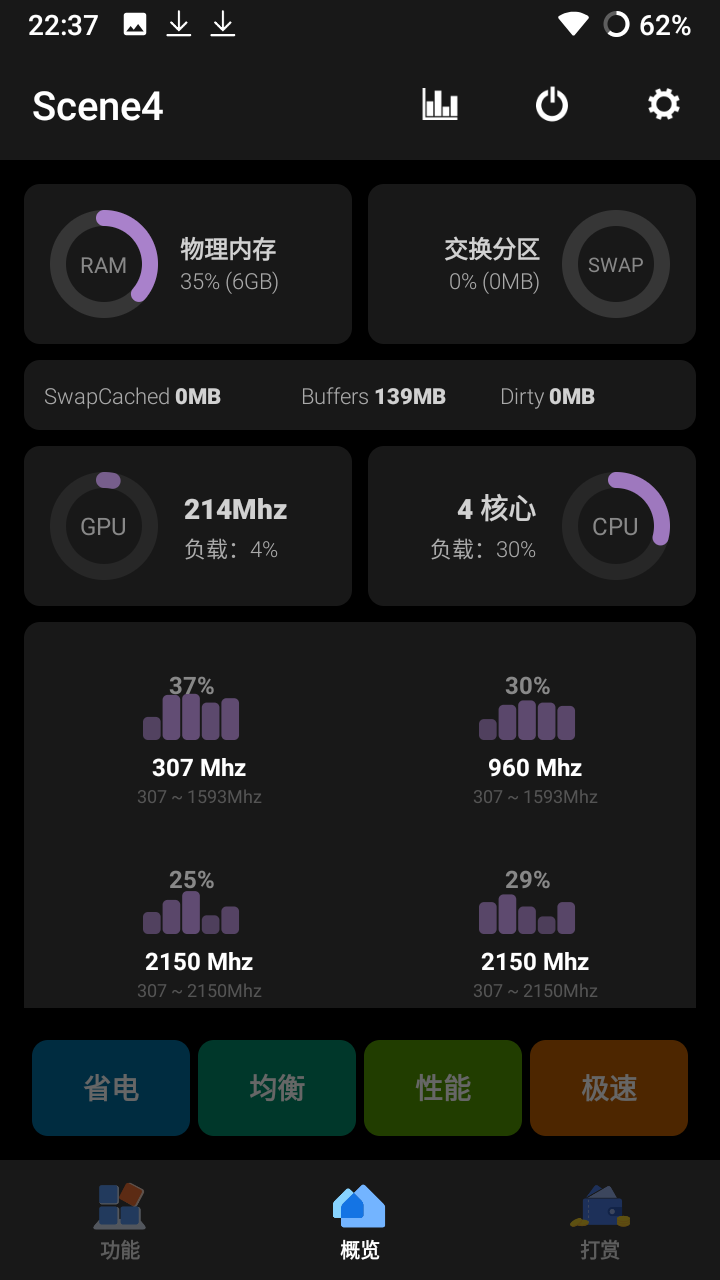 22:37 62%
Scene4
RAM 物理内存 交换分区 SWAP
35% (6GB) 0% (0MB)
SwapCached 0MB Buffers 139MB Dirty 0MB
GPU 214Mhz 4 核心 CPU
负载：4% 负载：30%
37% 30%
307 Mhz 960 Mhz
307 ~ 1593Mhz 307 ~ 1593Mhz
25% 29%
2150 Mhz 2150 Mhz
307 ~ 2150Mhz 307 ~ 2150Mhz
省电 均衡 性能 极速
功能 概览 打赏